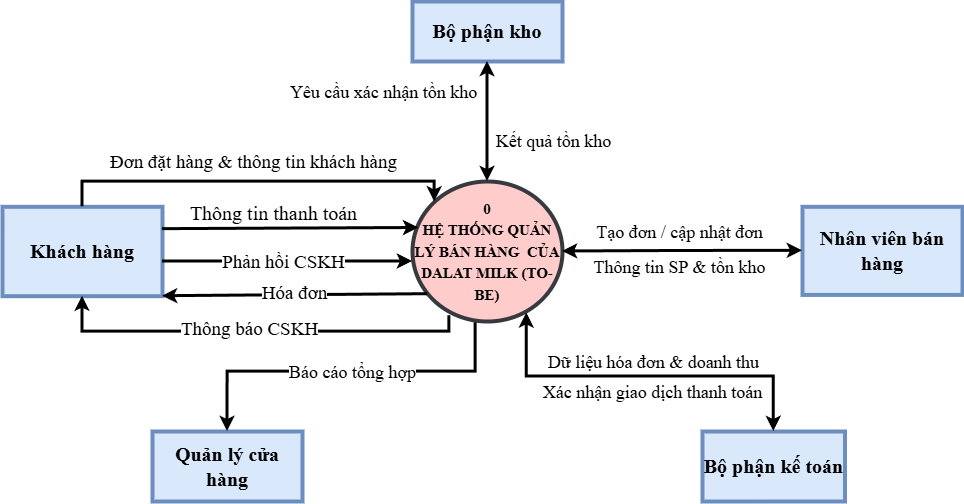 Bộ phận kho
Yêu cầu xác nhận tồn kho
Kết quả tồn kho
Đơn đặt hàng & thông tin khách hàng
Thông tin thanh toán
Khách hàng
Phản hồi CSKH
Hóa đơn
Thông báo CSKH
0
HỆ THỐNG QUẢN
LÝ BÁN HÀNG CỦA
DALAT MILK (TO-
BE)
Tạo đơn / cập nhật đơn
Thông tin SP & tồn kho
Nhân viên bán
hàng
Báo cáo tổng hợp
Dữ liệu hóa đơn & doanh thu
Xác nhận giao dịch thanh toán
Quản lý cửa
hàng
Bộ phận kế toán